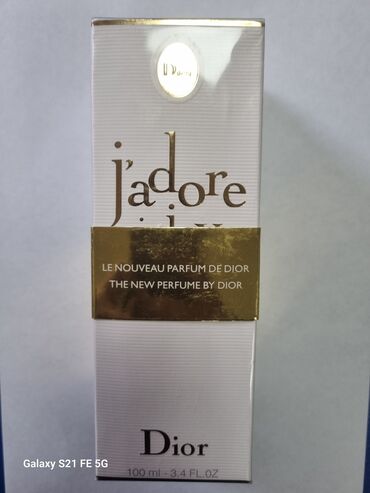 Dior
j'adore
LE NOUVEAU PARFUM DE DIOR
THE NEW PERFUME BY DIOR
Dior
100 ml - 3.4 FL.OZ
Galaxy S21 FE 5G